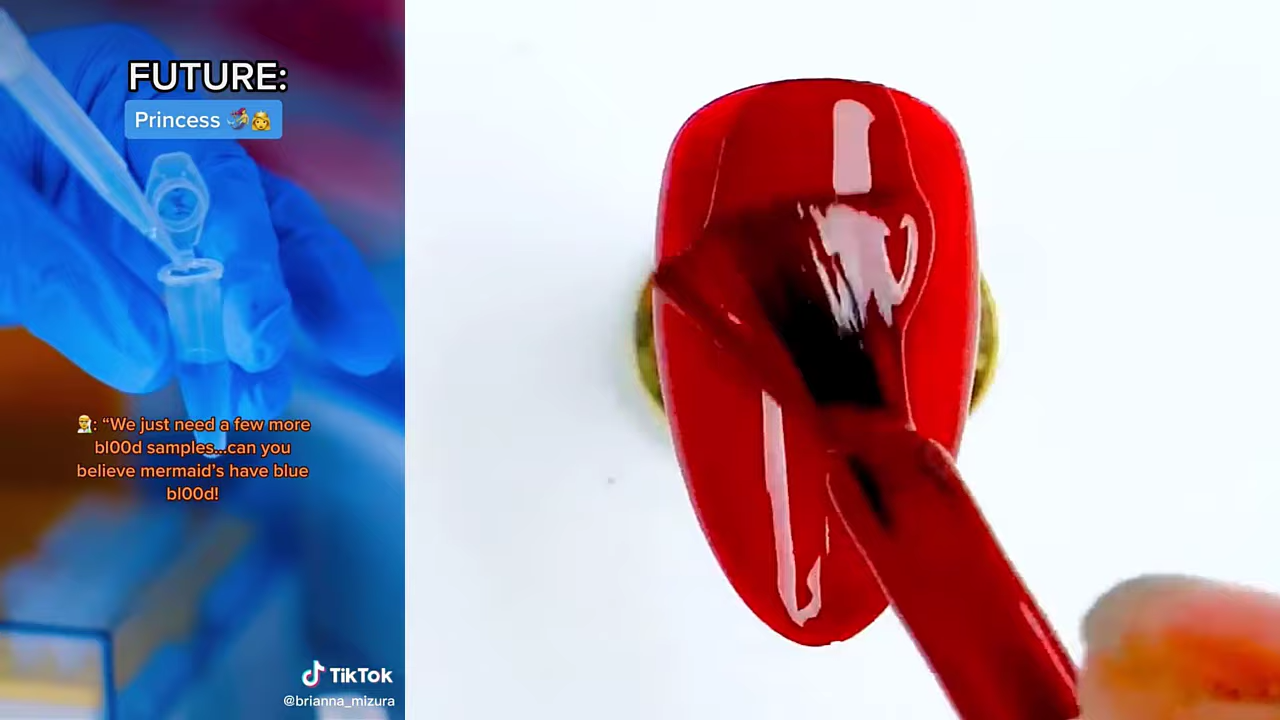 FUTURE:
Princess 🧜‍♀️👸
👨‍🔬: “We just need a few more
bl00d samples...can you
believe mermaid’s have blue
bl00d!
TikTok
@brianna_mizura